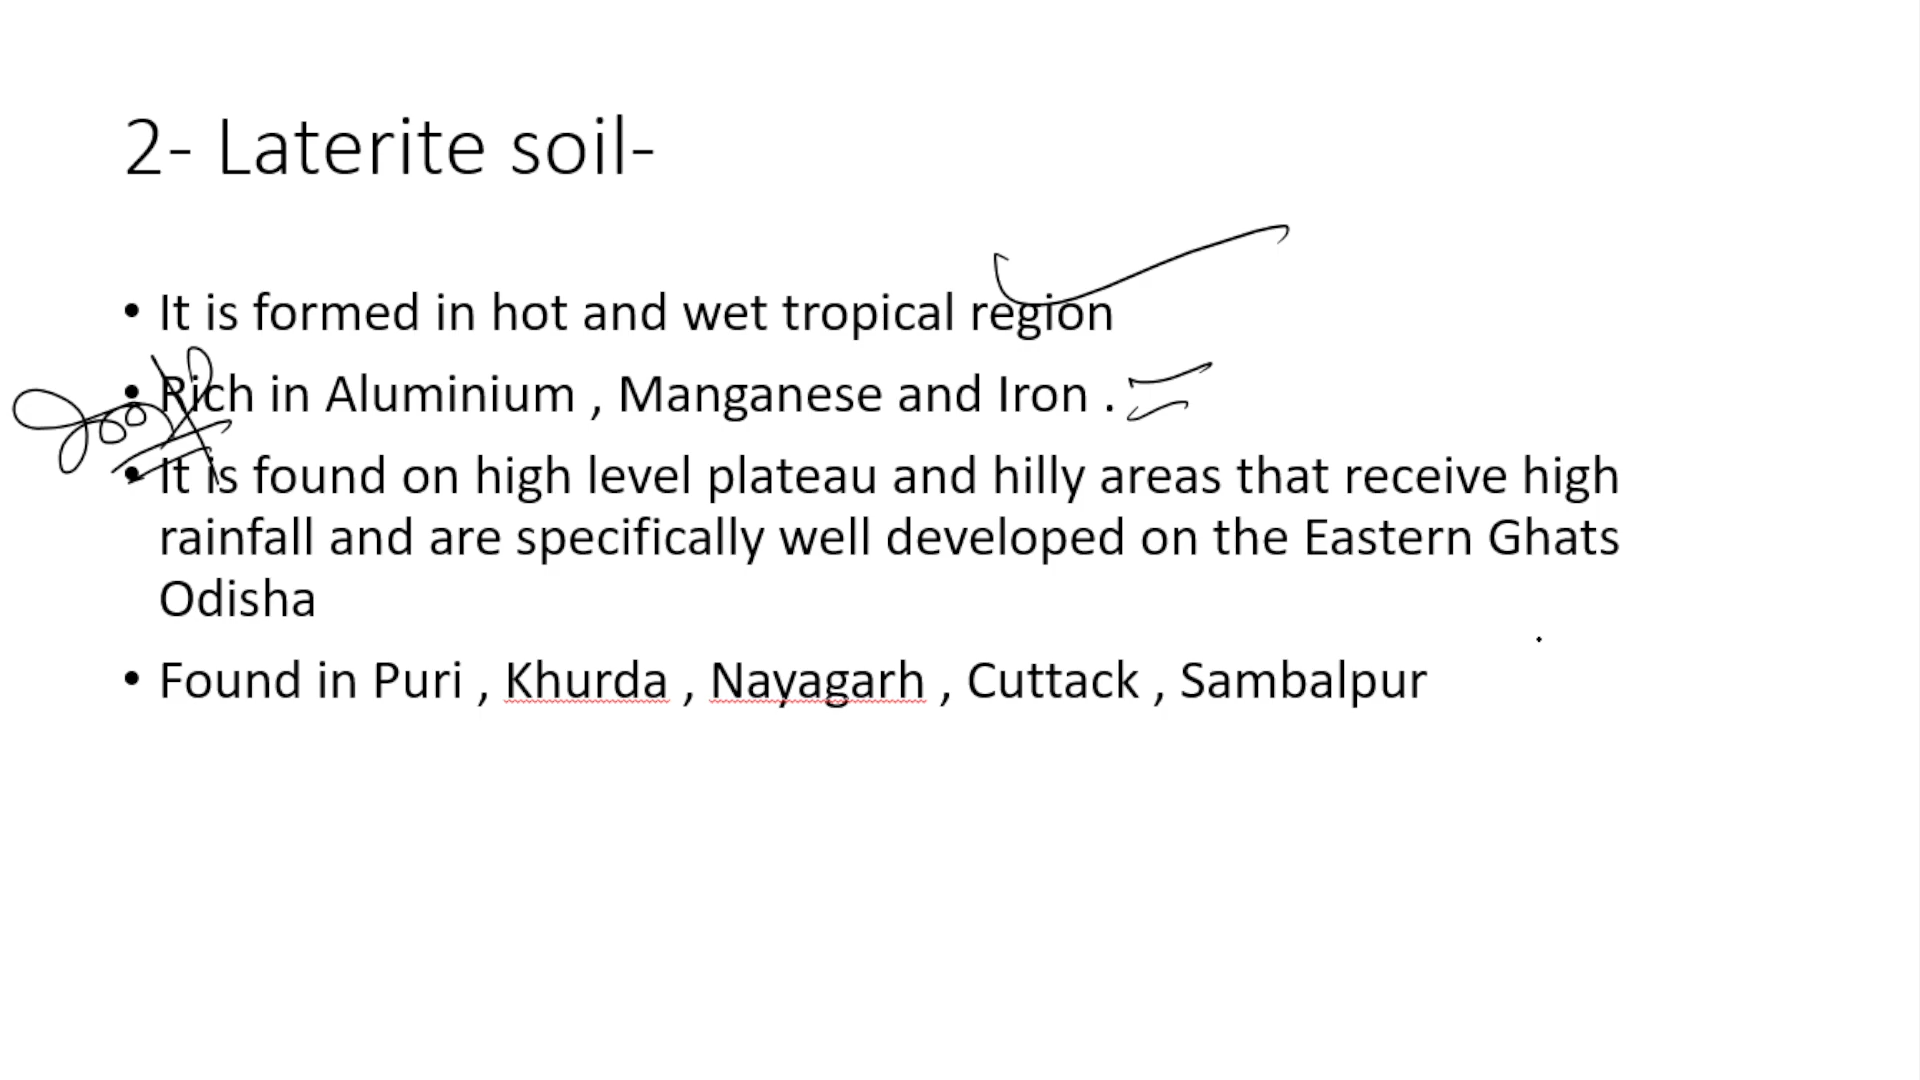 2- Laterite soil-
• It is formed in hot and wet tropical region
• Rich in Aluminium , Manganese and Iron .
• It is found on high level plateau and hilly areas that receive high
rainfall and are specifically well developed on the Eastern Ghats
Odisha
• Found in Puri , Khurda , Nayagarh , Cuttack , Sambalpur